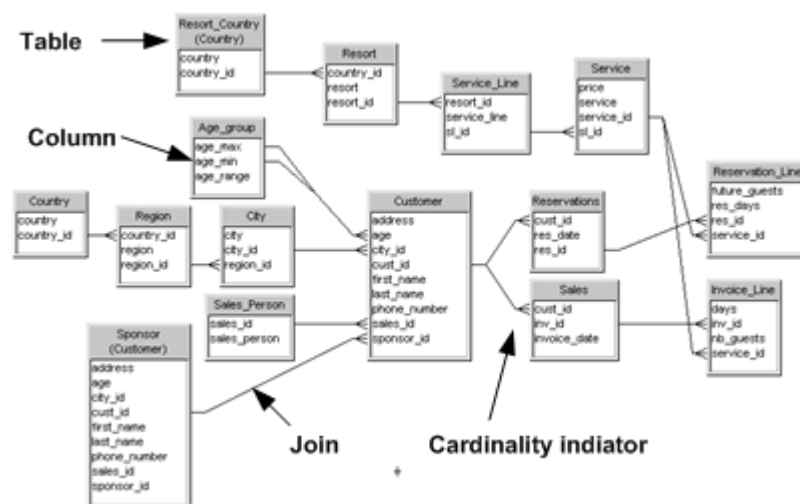 Table
Resort_Country
(Country)
country
country_id
Resort
country_id
resort
resort_id
Service_Line
resort_id
service_line
sl_id
Service
price
service
service_id
sl_id
Column
Age_group
age_max
age_min
age_range
Country
country
country_id
Region
country_id
region
region_id
City
city
city_id
region_id
Customer
address
age
city_id
cust_id
first_name
last_name
phone_number
sales_id
sponsor_id
Reservations
cust_id
res_date
res_id
Reservation_Line
future_guests
res_days
res_id
service_id
Sales_Person
sales_id
sales_person
Sales
cust_id
inv_id
invoice_date
Invoice_Line
days
inv_id
nb_guests
service_id
Sponsor
(Customer)
address
age
city_id
cust_id
first_name
last_name
phone_number
sales_id
sponsor_id
Join
Cardinality indiator
+